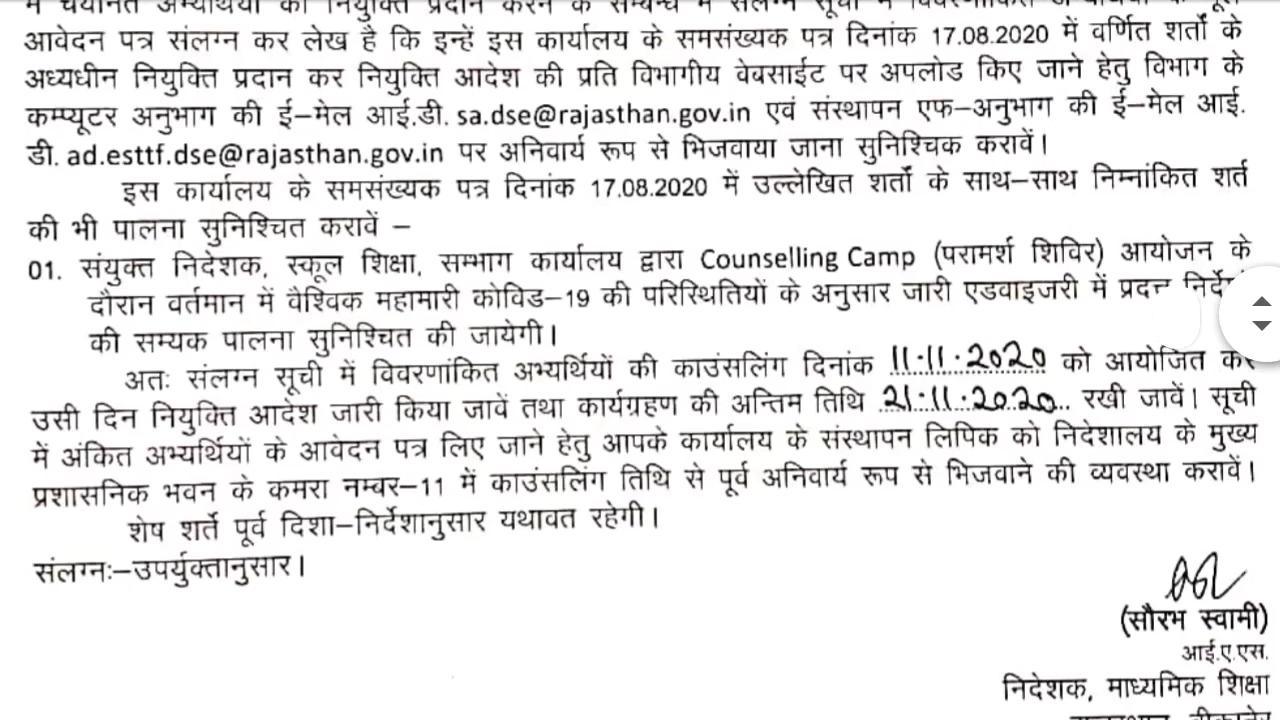 में चयनित अभ्यर्थियों को नियुक्ति प्रदान करने के सम्बन्ध में संलग्न सूची में विवरणांकित
आवेदन पत्र संलग्न कर लेख है कि इन्हें इस कार्यालय के समसंख्यक पत्र दिनांक 17.08.2020 में वर्णित शर्तो के
अध्यधीन नियुक्ति प्रदान कर नियुक्ति आदेश की प्रति विभागीय वेबसाईट पर अपलोड किए जाने हेतु विभाग के
कम्प्यूटर अनुभाग की ई–मेल आई.डी. sa.dse@rajasthan.gov.in एवं संस्थापन एफ–अनुभाग की ई–मेल आई.
डी. ad.esttf.dse@rajasthan.gov.in पर अनिवार्य रूप से भिजवाया जाना सुनिश्चिक करावें।
इस कार्यालय के समसंख्यक पत्र दिनांक 17.08.2020 में उल्लेखित शर्तो के साथ–साथ निम्नांकित शर्त
की भी पालना सुनिश्चित करावें –
01. संयुक्त निदेशक, स्कूल शिक्षा, सम्भाग कार्यालय द्वारा Counselling Camp (परामर्श शिविर) आयोजन के
दौरान वर्तमान में वैश्विक महामारी कोविड–19 की परिस्थितियों के अनुसार जारी एडवाइजरी में प्रदत्त
की सम्यक पालना सुनिश्चित की जायेगी।
अतः संलग्न सूची में विवरणांकित अभ्यर्थियों की काउंसलिंग दिनांक 11.11.2020 को आयोजित कर
उसी दिन नियुक्ति आदेश जारी किया जावें तथा कार्यग्रहण की अन्तिम तिथि 21.11.2020 रखी जावें। सूची
में अंकित अभ्यर्थियों के आवेदन पत्र लिए जाने हेतु आपके कार्यालय के संस्थापन लिपिक को निदेशालय के मुख्य
प्रशासनिक भवन के कमरा नम्बर–11 में काउंसलिंग तिथि से पूर्व अनिवार्य रूप से भिजवाने की व्यवस्था करावें।
शेष शर्ते पूर्व दिशा–निर्देशानुसार यथावत रहेगी।
संलग्नः–उपर्युक्तानुसार।
(सौरभ स्वामी)
आई.ए.एस.
निदेशक, माध्यमिक शिक्षा